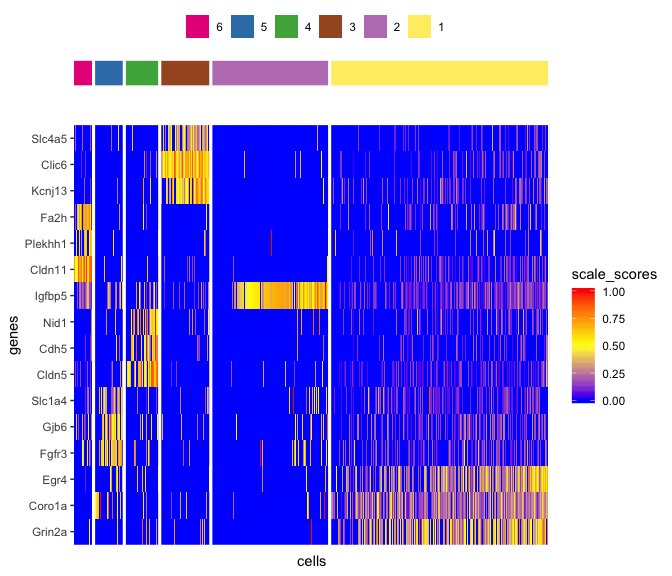 6 5 4 3 2 1
Slc4a5
Clic6
Kcnj13
Fa2h
Plekhh1
Cldn11
Igfbp5
Nid1
Cdh5
Cldn5
Slc1a4
Gjb6
Fgfr3
Egr4
Coro1a
Grin2a
genes
cells
scale_scores
1.00
0.75
0.50
0.25
0.00